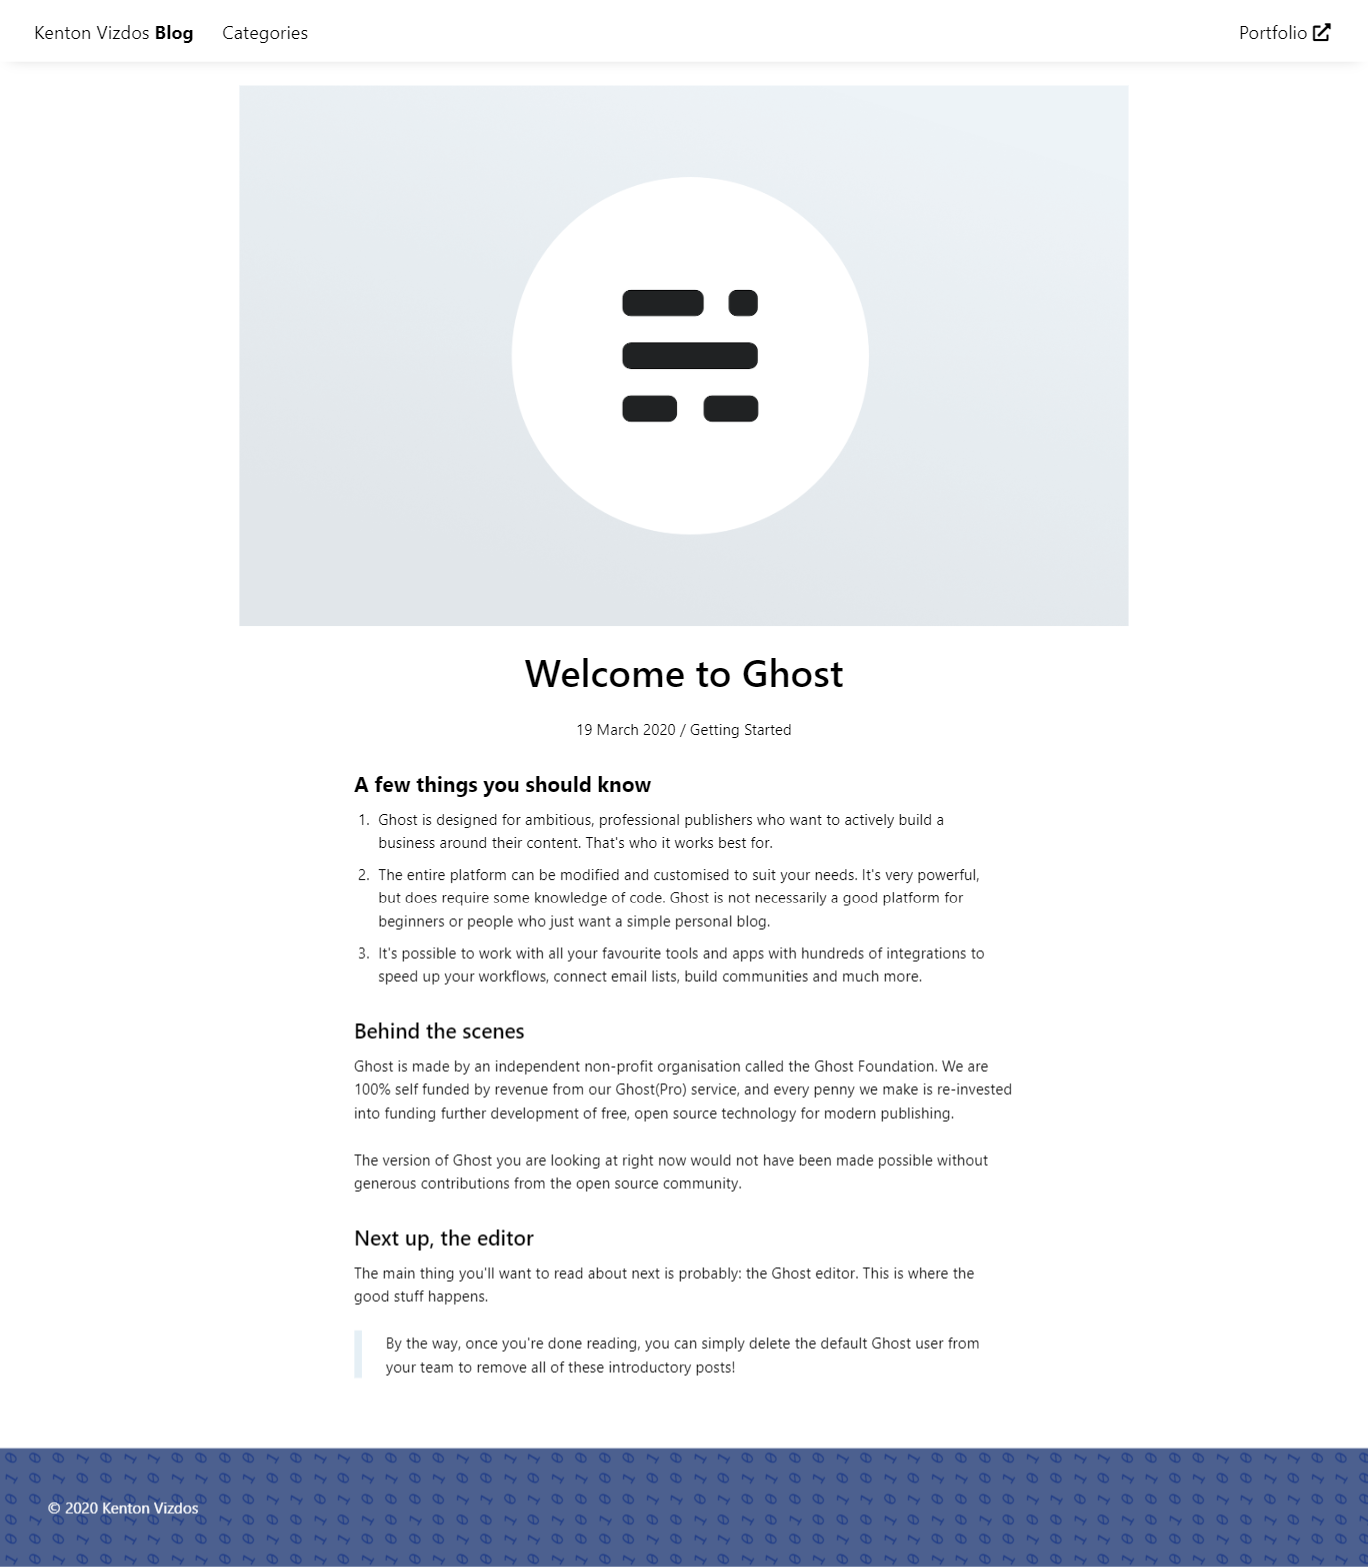 Kenton Vizdos Blog
Categories
Portfolio
Welcome to Ghost
19 March 2020 / Getting Started
A few things you should know
1. Ghost is designed for ambitious, professional publishers who want to actively build a
business around their content. That's who it works best for.
2. The entire platform can be modified and customised to suit your needs. It's very powerful,
but does require some knowledge of code. Ghost is not necessarily a good platform for
beginners or people who just want a simple personal blog.
3. It's possible to work with all your favourite tools and apps with hundreds of integrations to
speed up your workflows, connect email lists, build communities and much more.
Behind the scenes
Ghost is made by an independent non-profit organisation called the Ghost Foundation. We are
100% self funded by revenue from our Ghost(Pro) service, and every penny we make is re-invested
into funding further development of free, open source technology for modern publishing.
The version of Ghost you are looking at right now would not have been made possible without
generous contributions from the open source community.
Next up, the editor
The main thing you'll want to read about next is probably: the Ghost editor. This is where the
good stuff happens.
By the way, once you're done reading, you can simply delete the default Ghost user from
your team to remove all of these introductory posts!
© 2020 Kenton Vizdos